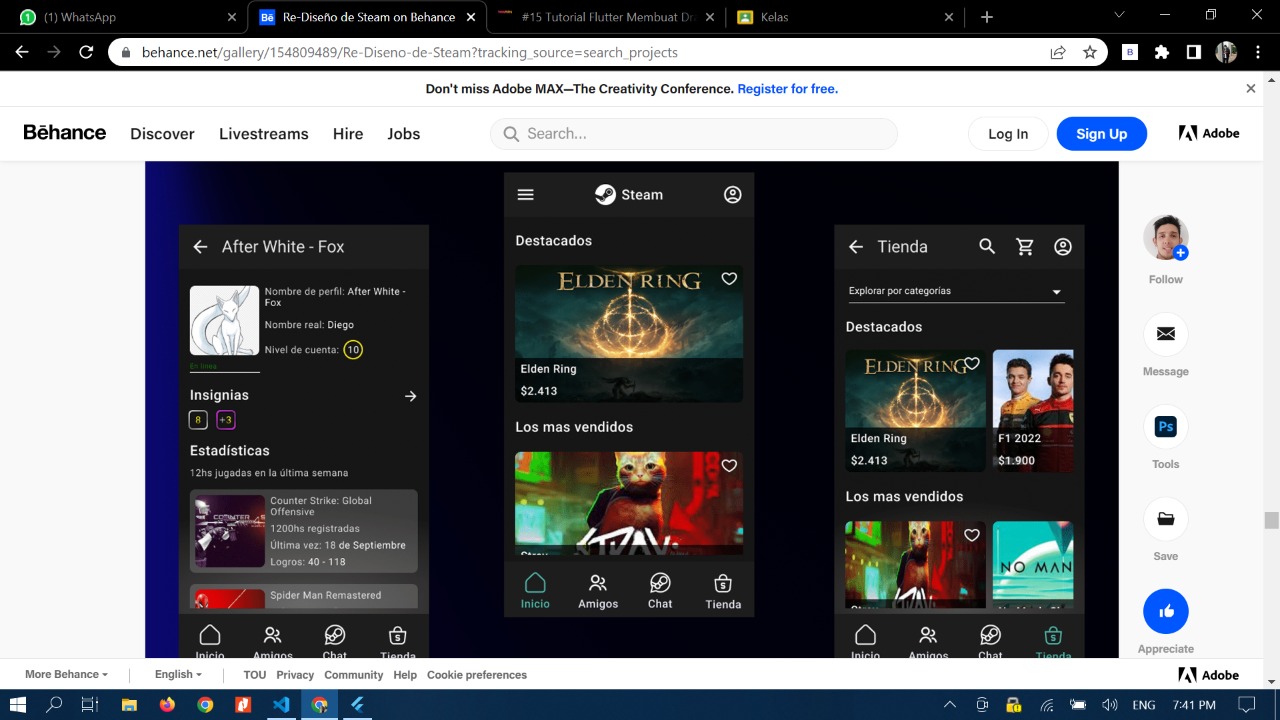 (1) WhatsApp
Re-Diseño de Steam on Behance
#15 Tutorial Flutter Membuat Dr
Kelas
behance.net/gallery/154809489/Re-Diseno-de-Steam?tracking_source=search_projects
Don't miss Adobe MAX—The Creativity Conference. Register for free.
Bēhance
Discover
Livestreams
Hire
Jobs
Search...
Log In
Sign Up
Adobe
After White - Fox
Nombre de perfil: After White -
Fox
Nombre real: Diego
Nivel de cuenta: 10
En linea
Insignias
8
+3
Estadísticas
12hs jugadas en la última semana
Counter Strike: Global
Offensive
1200hs registradas
Última vez: 18 de Septiembre
Logros: 40 - 118
Spider Man Remastered
Inicio
Amigos
Chat
Tienda
Steam
Destacados
ELDEN RING
Elden Ring
$2.413
Los mas vendidos
STRAY
Stray
Inicio
Amigos
Chat
Tienda
Tienda
Explorar por categorías
Destacados
ELDEN RING
Elden Ring
$2.413
F1 2022
$1.900
Los mas vendidos
NO MAN
Inicio
Amigos
Chat
Tienda
Follow
Message
Ps
Tools
Save
Appreciate
More Behance
English
TOU
Privacy
Community
Help
Cookie preferences
Adobe
ENG
7:41 PM